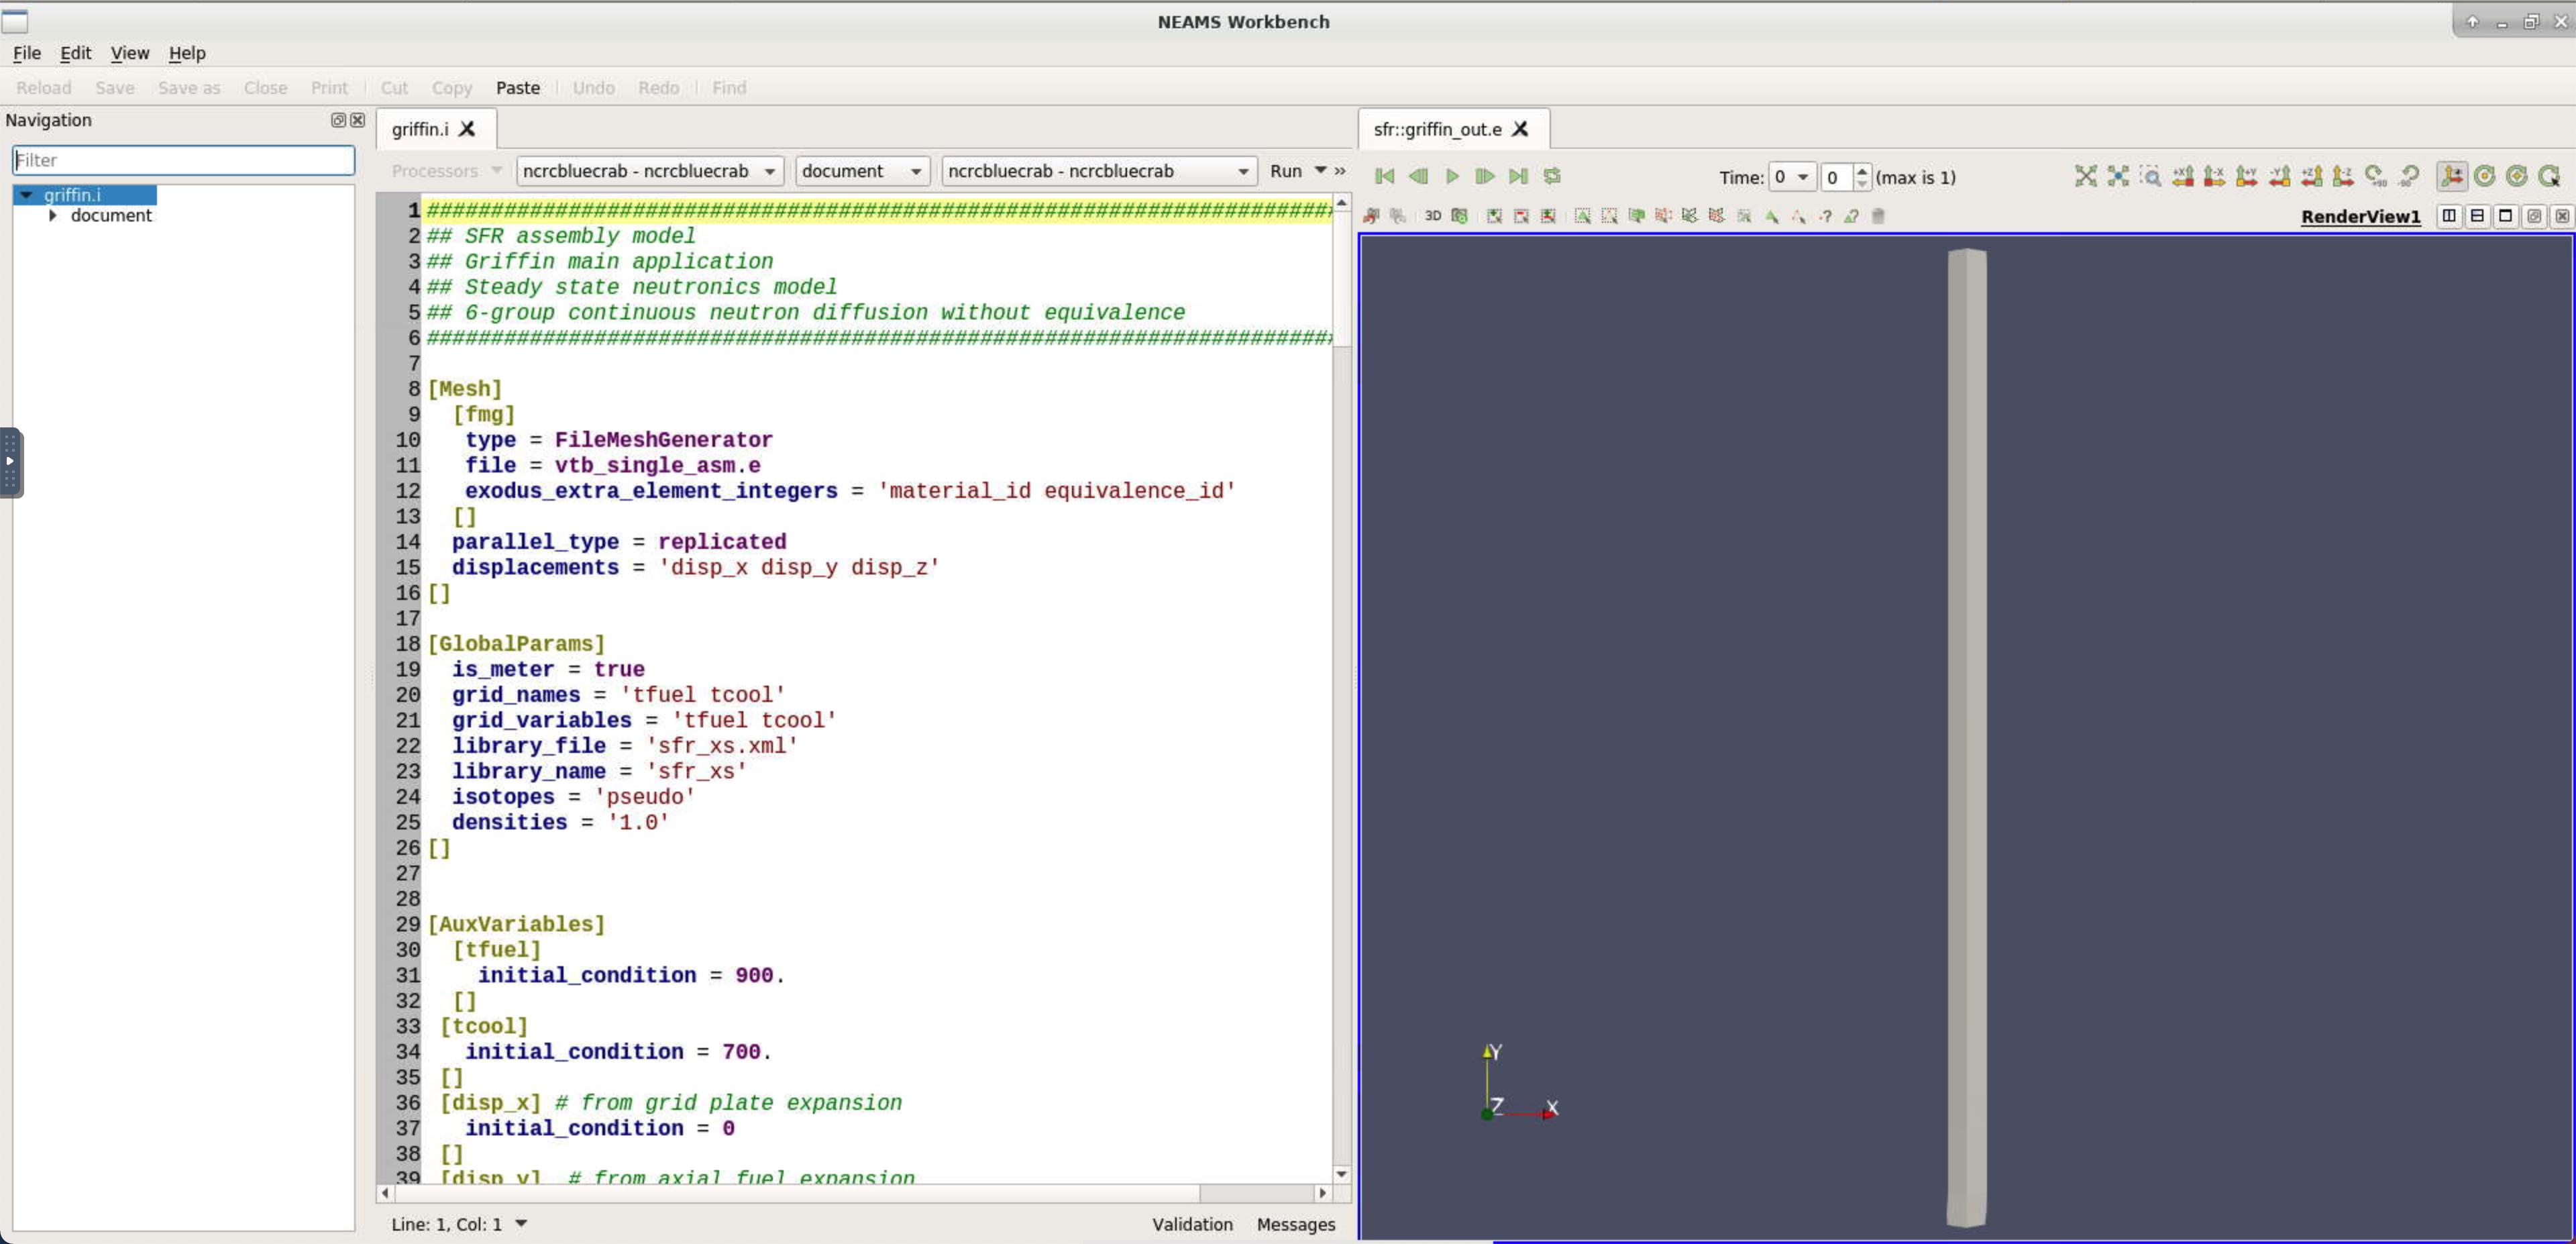 NEAMS Workbench
File Edit View Help
Reload Save Save as Close Print Cut Copy Paste Undo Redo Find
Navigation
Filter
griffin.i
document
griffin.i
Processors ncrcbluecrab - ncrcbluecrab document ncrcbluecrab - ncrcbluecrab Run »
1 ########################################################################
2 ## SFR assembly model
3 ## Griffin main application
4 ## Steady state neutronics model
5 ## 6-group continuous neutron diffusion without equivalence
6 ########################################################################
7
8 [Mesh]
9 [fmg]
10 type = FileMeshGenerator
11 file = vtb_single_asm.e
12 exodus_extra_element_integers = 'material_id equivalence_id'
13 []
14 parallel_type = replicated
15 displacements = 'disp_x disp_y disp_z'
16 []
17
18 [GlobalParams]
19 is_meter = true
20 grid_names = 'tfuel tcool'
21 grid_variables = 'tfuel tcool'
22 library_file = 'sfr_xs.xml'
23 library_name = 'sfr_xs'
24 isotopes = 'pseudo'
25 densities = '1.0'
26 []
27
28
29 [AuxVariables]
30 [tfuel]
31 initial_condition = 900.
32 []
33 [tcool]
34 initial_condition = 700.
35 []
36 [disp_x] # from grid plate expansion
37 initial_condition = 0
38 []
39 [disp_y] # from axial fuel expansion
Line: 1, Col: 1 Validation Messages
sfr::griffin_out.e
Time: 0 0 (max is 1)
3D
RenderView1
Y
Z X